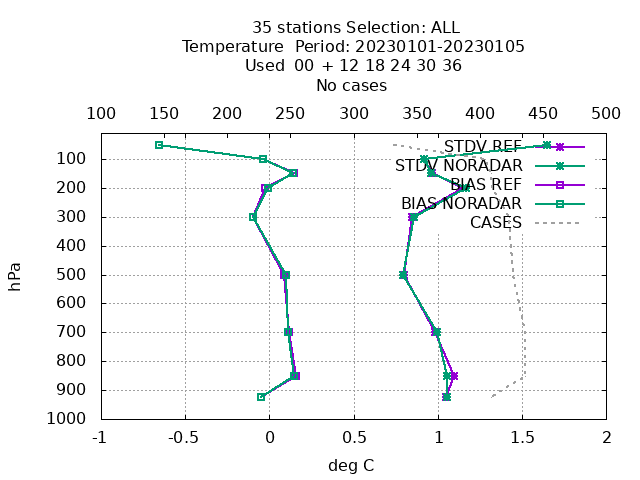 35 stations Selection: ALL
Temperature  Period: 20230101-20230105
Used  00 + 12 18 24 30 36
No cases
100 150 200 250 300 350 400 450 500
STDV REF
STDV NORADAR
BIAS REF
BIAS NORADAR
CASES
hPa
100
200
300
400
500
600
700
800
900
1000
-1 -0.5 0 0.5 1 1.5 2
deg C